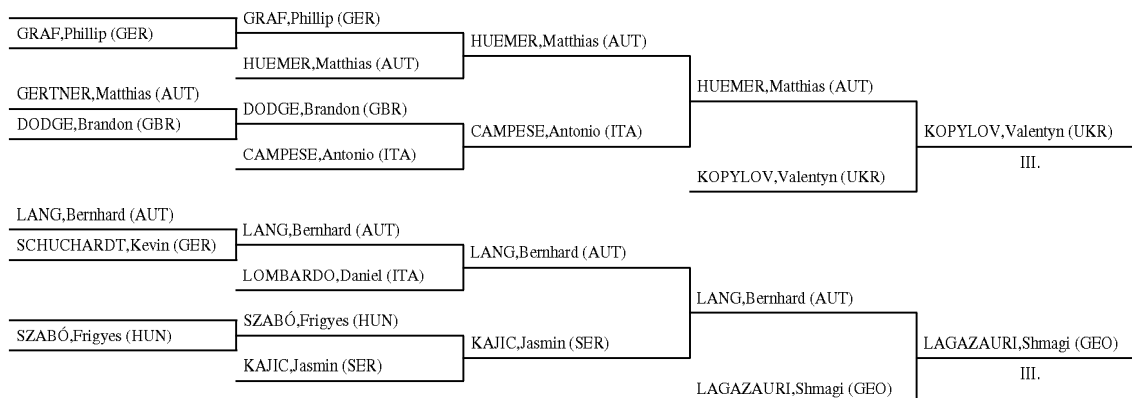 GRAF,Phillip (GER)
GRAF,Phillip (GER)
HUEMER,Matthias (AUT)
HUEMER,Matthias (AUT)
GERTNER,Matthias (AUT)
DODGE,Brandon (GBR)
DODGE,Brandon (GBR)
CAMPESE,Antonio (ITA)
CAMPESE,Antonio (ITA)
HUEMER,Matthias (AUT)
KOPYLOV,Valentyn (UKR)
KOPYLOV,Valentyn (UKR)
III.
LANG,Bernhard (AUT)
SCHUCHARDT,Kevin (GER)
LANG,Bernhard (AUT)
LOMBARDO,Daniel (ITA)
LANG,Bernhard (AUT)
SZABÓ,Frigyes (HUN)
SZABÓ,Frigyes (HUN)
KAJIC,Jasmin (SER)
KAJIC,Jasmin (SER)
LANG,Bernhard (AUT)
LAGAZAURI,Shmagi (GEO)
LAGAZAURI,Shmagi (GEO)
III.